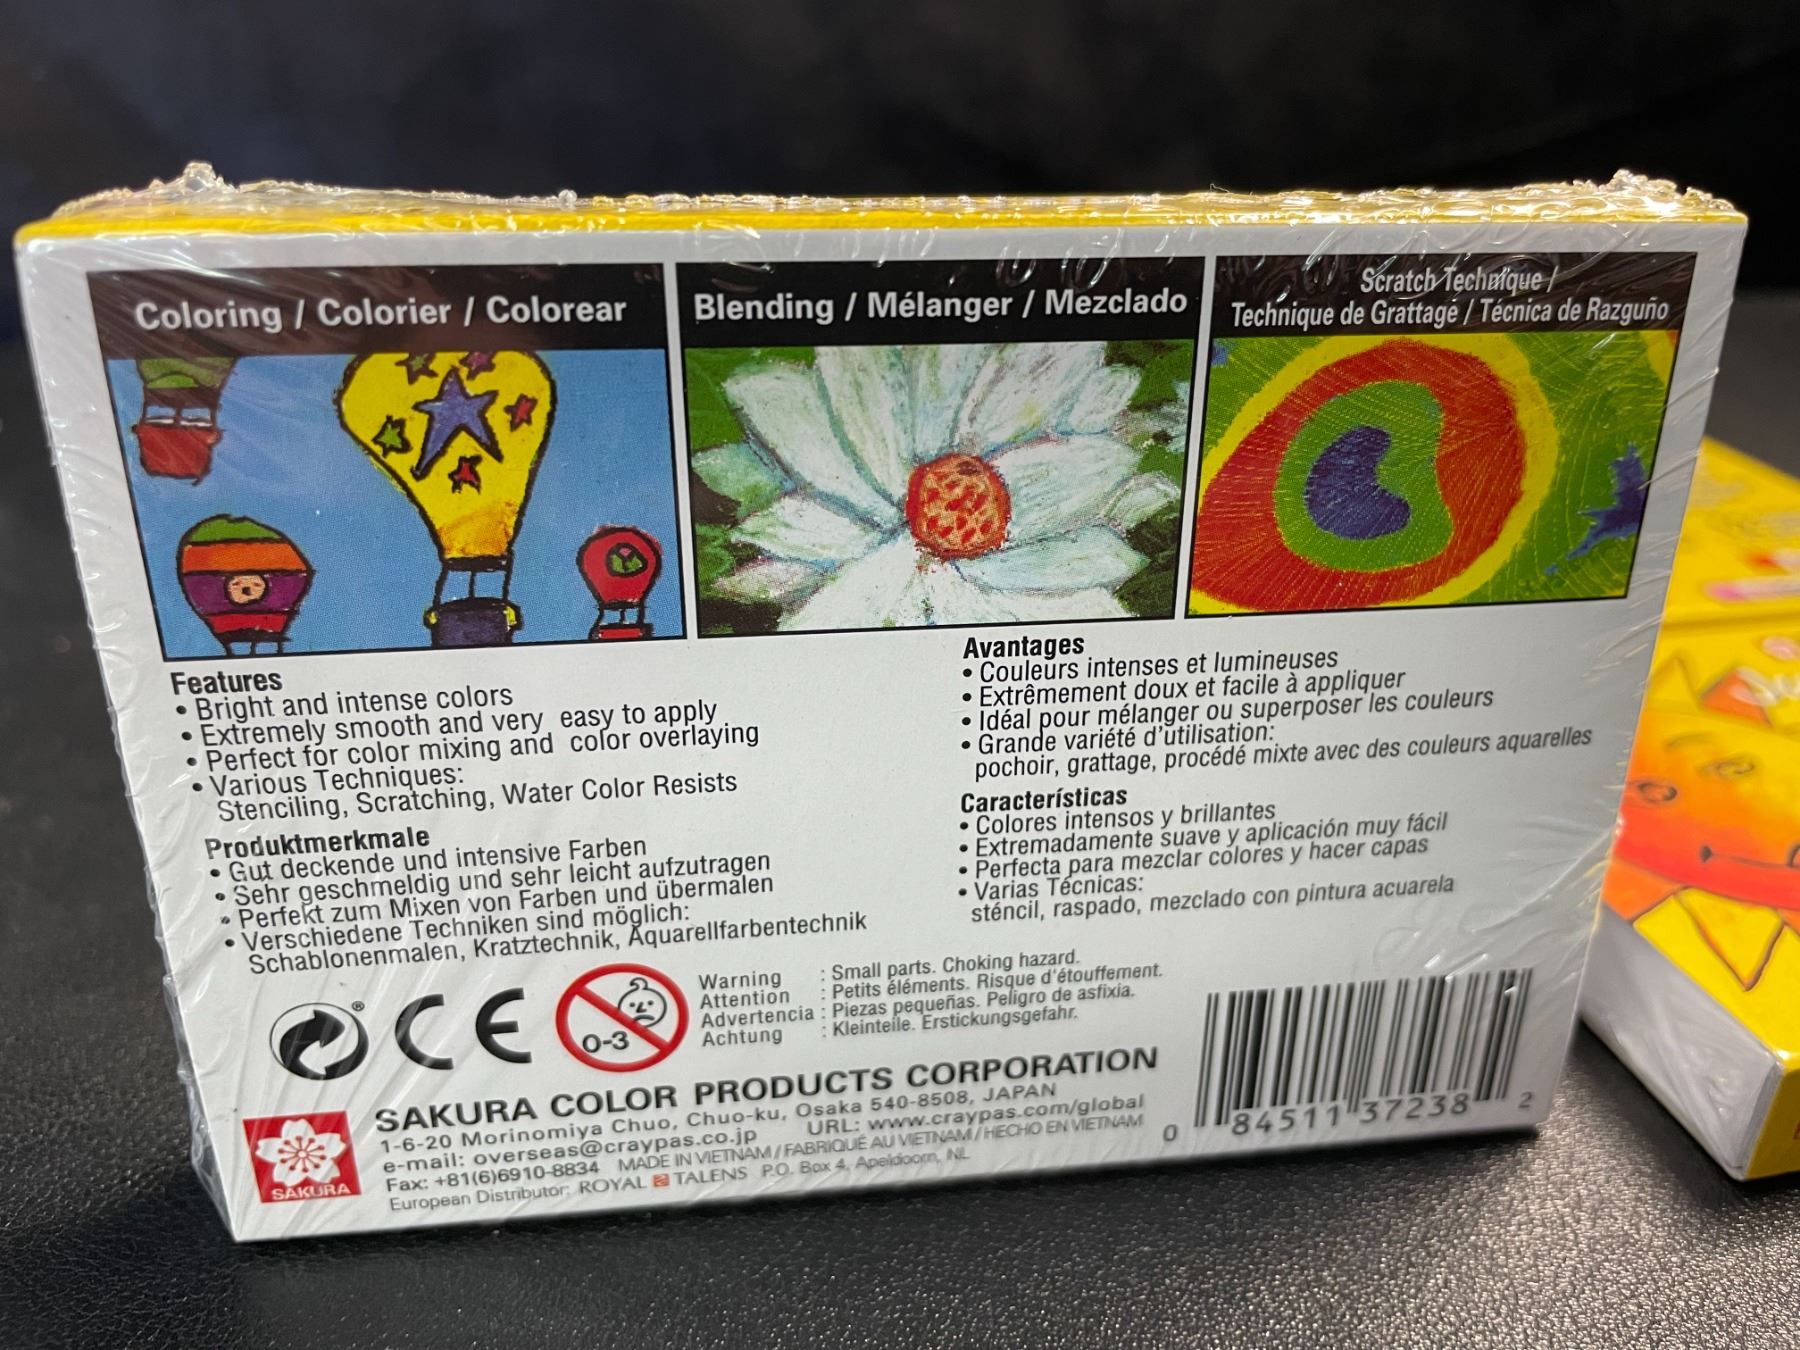 Coloring / Colorier / Colorear
Blending / Mélanger / Mezclado
Scratch Technique /
Technique de Grattage / Técnica de Razguño
Features
• Bright and intense colors
• Extremely smooth and very easy to apply
• Perfect for color mixing and color overlaying
• Various Techniques:
Stenciling, Scratching, Water Color Resists
Produktmerkmale
• Gut deckende und intensive Farben
• Sehr geschmeldig und sehr leicht aufzutragen
• Perfekt zum Mixen von Farben und übermalen
• Verschiedene Techniken sind möglich:
Schablonenmalen, Kratztechnik, Aquarellfarbentechnik
Avantages
• Couleurs intenses et lumineuses
• Extrêmement doux et facile à appliquer
• Idéal pour mélanger ou superposer les couleurs
• Grande variété d'utilisation:
pochoir, grattage, procédé mixte avec des couleurs aquarelles
Características
• Colores intensos y brillantes
• Extremadamente suave y aplicación muy fácil
• Perfecta para mezclar colores y hacer capas
• Varias Técnicas:
sténcil, raspado, mezclado con pintura acuarela
®
CE
0-3
Warning : Small parts. Choking hazard.
Attention : Petits éléments. Risque d'étouffement.
Advertencia : Piezas pequeñas. Peligro de asfixia.
Achtung : Kleinteile. Erstickungsgefahr.
SAKURA COLOR PRODUCTS CORPORATION
1-6-20 Morinomiya Chuo, Chuo-ku, Osaka 540-8508, JAPAN
e-mail: overseas@craypas.co.jp URL: www.craypas.com/global
Fax: +81(6)6910-8834 MADE IN VIETNAM / FABRIQUÉ AU VIETNAM / HECHO EN VIETNAM
European Distributor: ROYAL TALENS P.O. Box 4, Apeldoorn, NL
SAKURA
0 84511 37238 2